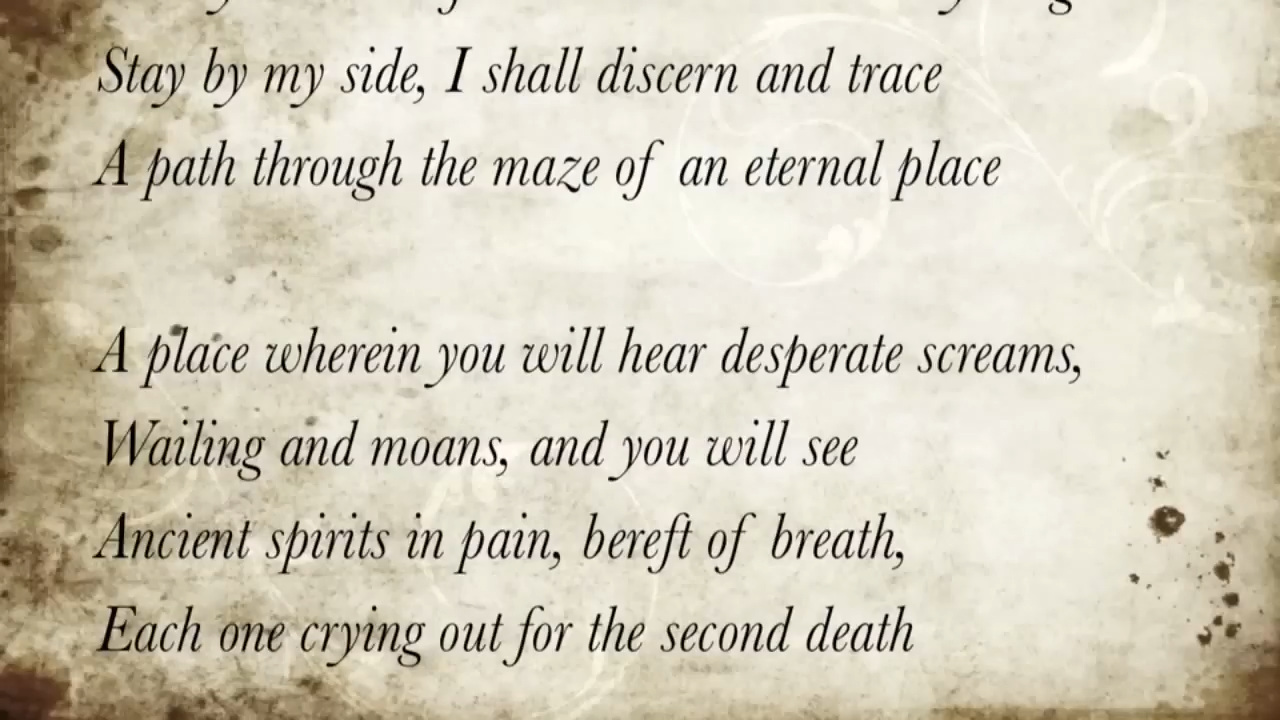 Stay by my side, I shall discern and trace
A path through the maze of an eternal place
A place wherein you will hear desperate screams,
Wailing and moans, and you will see
Ancient spirits in pain, bereft of breath,
Each one crying out for the second death